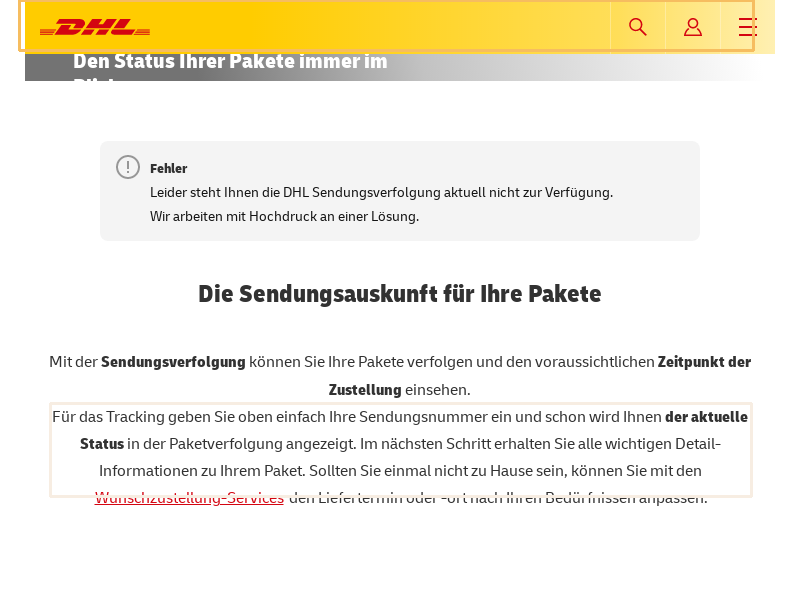 DHL
Den Status Ihrer Pakete immer im
Blick
Fehler
Leider steht Ihnen die DHL Sendungsverfolgung aktuell nicht zur Verfügung.
Wir arbeiten mit Hochdruck an einer Lösung.
Die Sendungsauskunft für Ihre Pakete
Mit der Sendungsverfolgung können Sie Ihre Pakete verfolgen und den voraussichtlichen Zeitpunkt der
Zustellung einsehen.
Für das Tracking geben Sie oben einfach Ihre Sendungsnummer ein und schon wird Ihnen der aktuelle
Status in der Paketverfolgung angezeigt. Im nächsten Schritt erhalten Sie alle wichtigen Detail-
Informationen zu Ihrem Paket. Sollten Sie einmal nicht zu Hause sein, können Sie mit den
Wunschzustellung-Services den Liefertermin oder -ort nach Ihren Bedürfnissen anpassen.